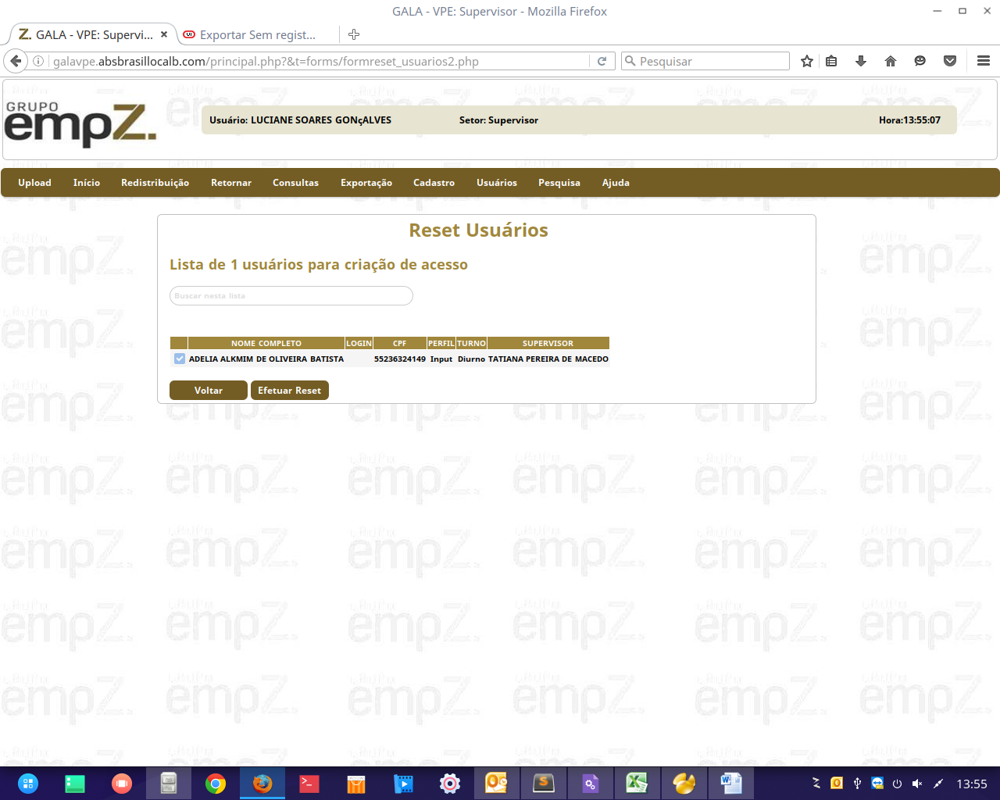 GALA - VPE: Supervisor - Mozilla Firefox
Z. GALA - VPE: Supervi...
UI Exportar Sem regist...
galavpe.absbrasillocalb.com/principal.php?&t=forms/formreset_usuarios2.php
Pesquisar
GRUPO
empZ.
Usuário: LUCIANE SOARES GONçALVES
Setor: Supervisor
Hora:13:55:07
Upload Início Redistribuição Retornar Consultas Exportação Cadastro Usuários Pesquisa Ajuda
Reset Usuários
Lista de 1 usuários para criação de acesso
Buscar nesta lista
NOME COMPLETO LOGIN CPF PERFIL TURNO SUPERVISOR
ADELIA ALKMIM DE OLIVEIRA BATISTA 55236324149 Input Diurno TATIANA PEREIRA DE MACEDO
Voltar Efetuar Reset
13:55